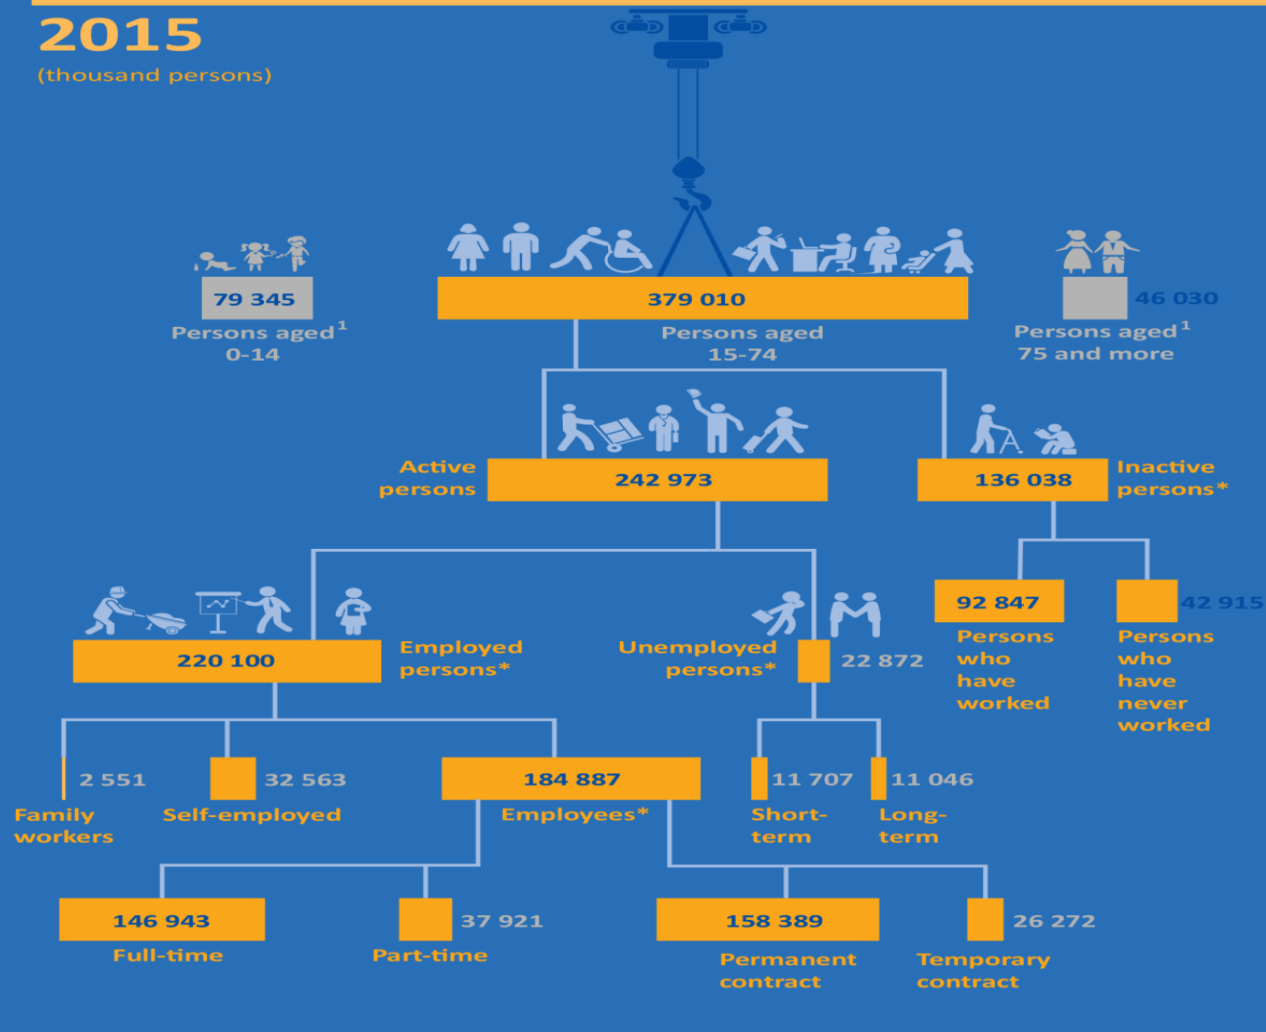 2015
(thousand persons)
79 345
379 010
46 030
Persons aged¹
0-14
Persons aged
15-74
Persons aged¹
75 and more
Active
persons
242 973
136 038
Inactive
persons*
92 847
42 915
Persons
who
have
worked
Persons
who
have
never
worked
220 100
Employed
persons*
Unemployed
persons*
22 872
2 551
32 563
184 887
11 707
11 046
Family
workers
Self-employed
Employees*
Short-
term
Long-
term
146 943
37 921
158 389
26 272
Full-time
Part-time
Permanent
contract
Temporary
contract